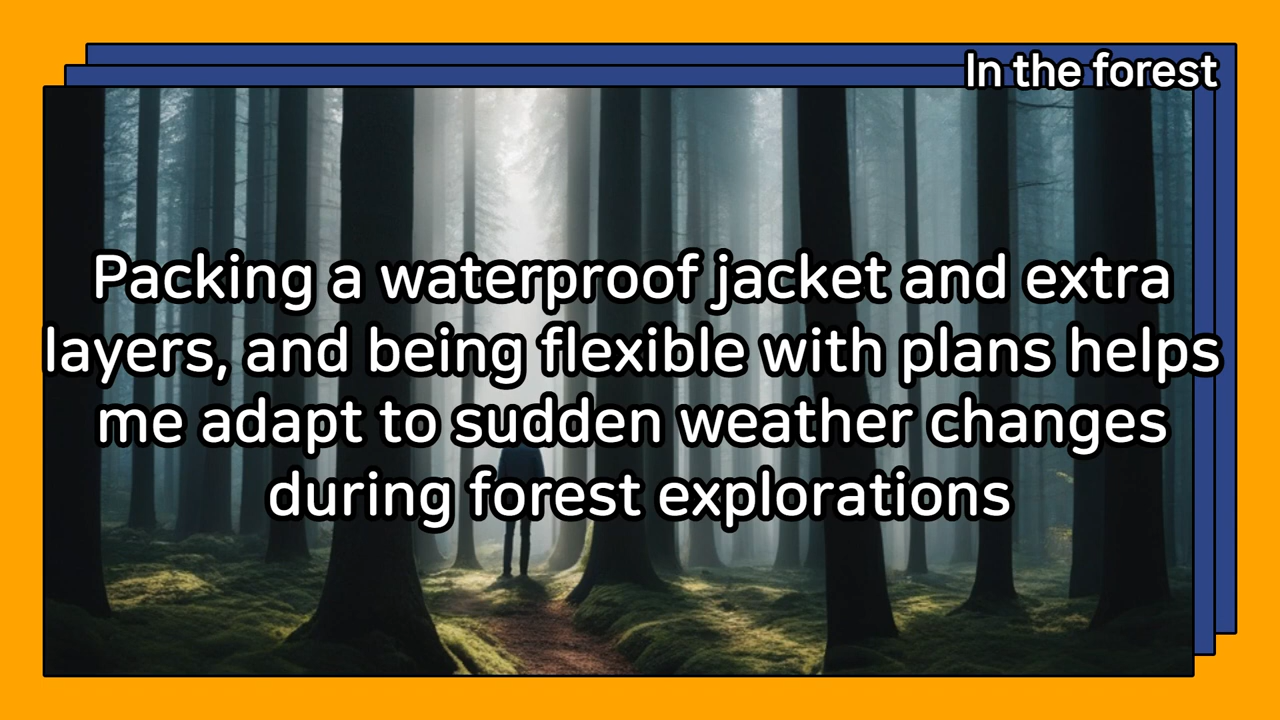 In the forest
Packing a waterproof jacket and extra
layers, and being flexible with plans helps
me adapt to sudden weather changes
during forest explorations